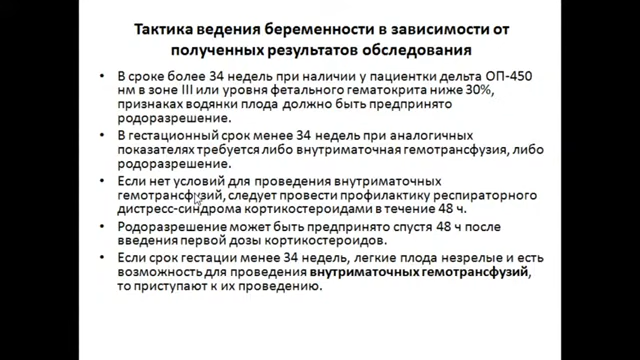 Тактика ведения беременности в зависимости от
полученных результатов обследования
• В сроке более 34 недель при наличии у пациентки дельта ОП-450
нм в зоне III или уровня фетального гематокрита ниже 30%,
признаках водянки плода должно быть предпринято
родоразрешение.
• В гестационный срок менее 34 недель при аналогичных
показателях требуется либо внутриматочная гемотрансфузия, либо
родоразрешение.
• Если нет условий для проведения внутриматочных
гемотрансфузий, следует провести профилактику респираторного
дистресс-синдрома кортикостероидами в течение 48 ч.
• Родоразрешение может быть предпринято спустя 48 ч после
введения первой дозы кортикостероидов.
• Если срок гестации менее 34 недель, легкие плода незрелые и есть
возможность для проведения внутриматочных гемотрансфузий,
то приступают к их проведению.